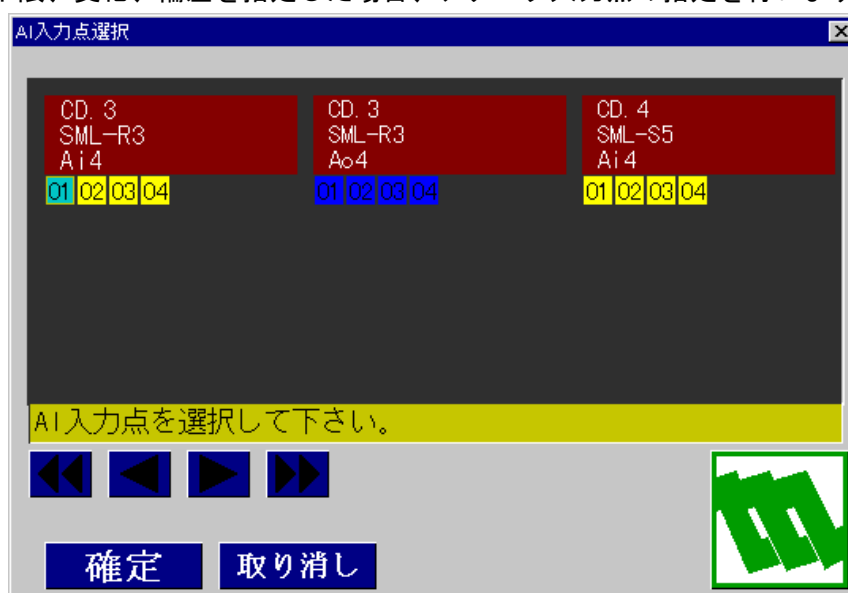 AI入力点選択
CD. 3
SML-R3
Ai4
01 02 03 04
CD. 3
SML-R3
Ao4
01 02 03 04
CD. 4
SML-S5
Ai4
01 02 03 04
AI入力点を選択して下さい。
確定 取り消し